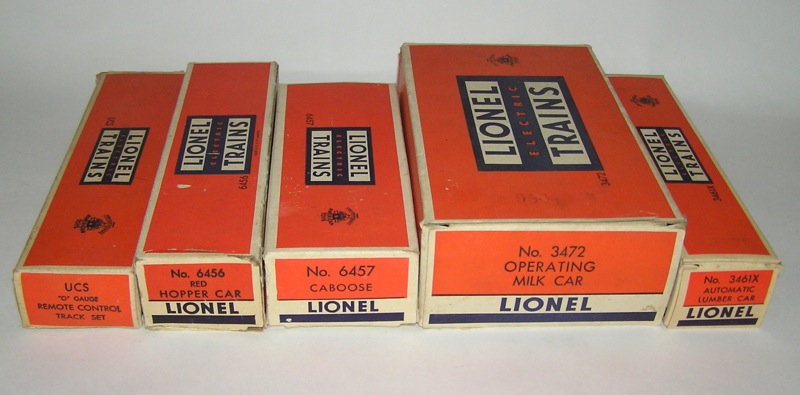 UCS
LIONEL
ELECTRIC
TRAINS
UCS
"O" GAUGE
REMOTE CONTROL
TRACK SET
LIONEL
ELECTRIC
TRAINS
6456
No. 6456
RED
HOPPER CAR
LIONEL
6457
LIONEL
ELECTRIC
TRAINS
No. 6457
CABOOSE
LIONEL
LIONEL
ELECTRIC
TRAINS
3472
No. 3472
OPERATING
MILK CAR
LIONEL
LIONEL
ELECTRIC
TRAINS
3461X
No. 3461X
AUTOMATIC
LUMBER CAR
LIONEL